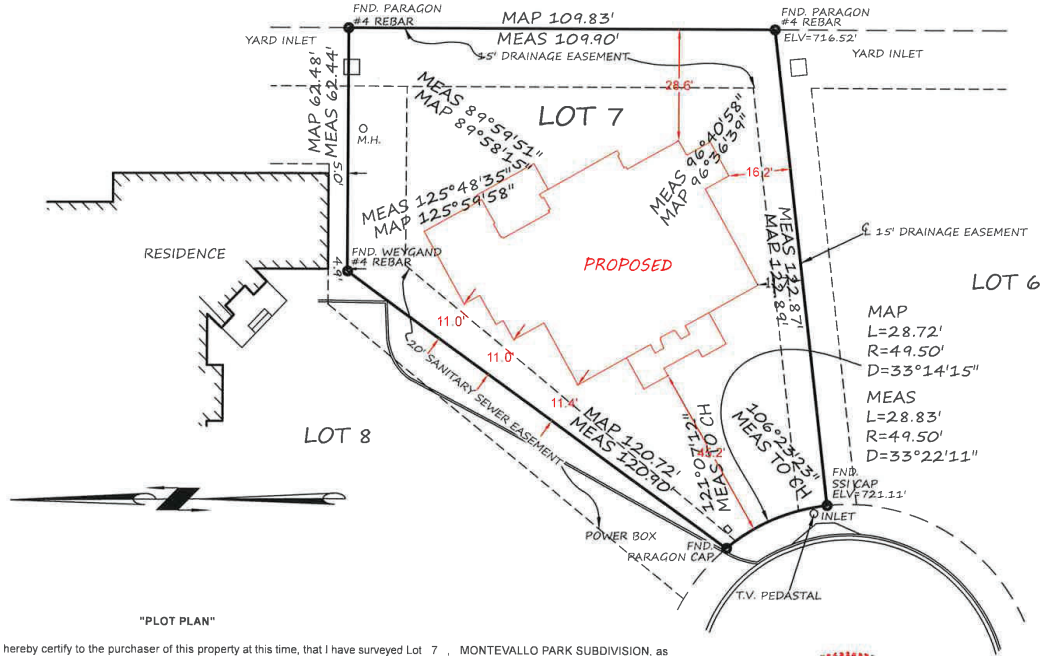 FND. PARAGON
#4 REBAR
MAP 109.83'
MEAS 109.90'
FND. PARAGON
#4 REBAR
ELV=716.52'
YARD INLET
15' DRAINAGE EASEMENT
YARD INLET
MAP 62.48'
MEAS 62.44'
O
M.H.
MEAS 89°59'51"
MAP 89°58'15"
LOT 7
28.6'
MEAS 96°40'58"
MAP 96°36'39"
16.2'
5.0'
MEAS 125°48'35"
MAP 125°59'58"
RESIDENCE
FND. WEYGAND
#4 REBAR
4.9'
PROPOSED
MEAS 122.87'
MAP 122.89'
℄ 15' DRAINAGE EASEMENT
LOT 6
11.0'
11.0'
11.4'
20' SANITARY SEWER EASEMENT
MAP
L=28.72'
R=49.50'
D=33°14'15"
MEAS
L=28.83'
R=49.50'
D=33°22'11"
LOT 8
MAP 120.72'
MEAS 120.90'
121°07'12"
MEAS TO CH
106°23'23"
MEAS TO CH
FND.
SSI CAP
ELV=721.11'
INLET
POWER BOX
FND.
PARAGON CAP
T.V. PEDASTAL
"PLOT PLAN"
hereby certify to the purchaser of this property at this time, that I have surveyed Lot 7 , MONTEVALLO PARK SUBDIVISION, as